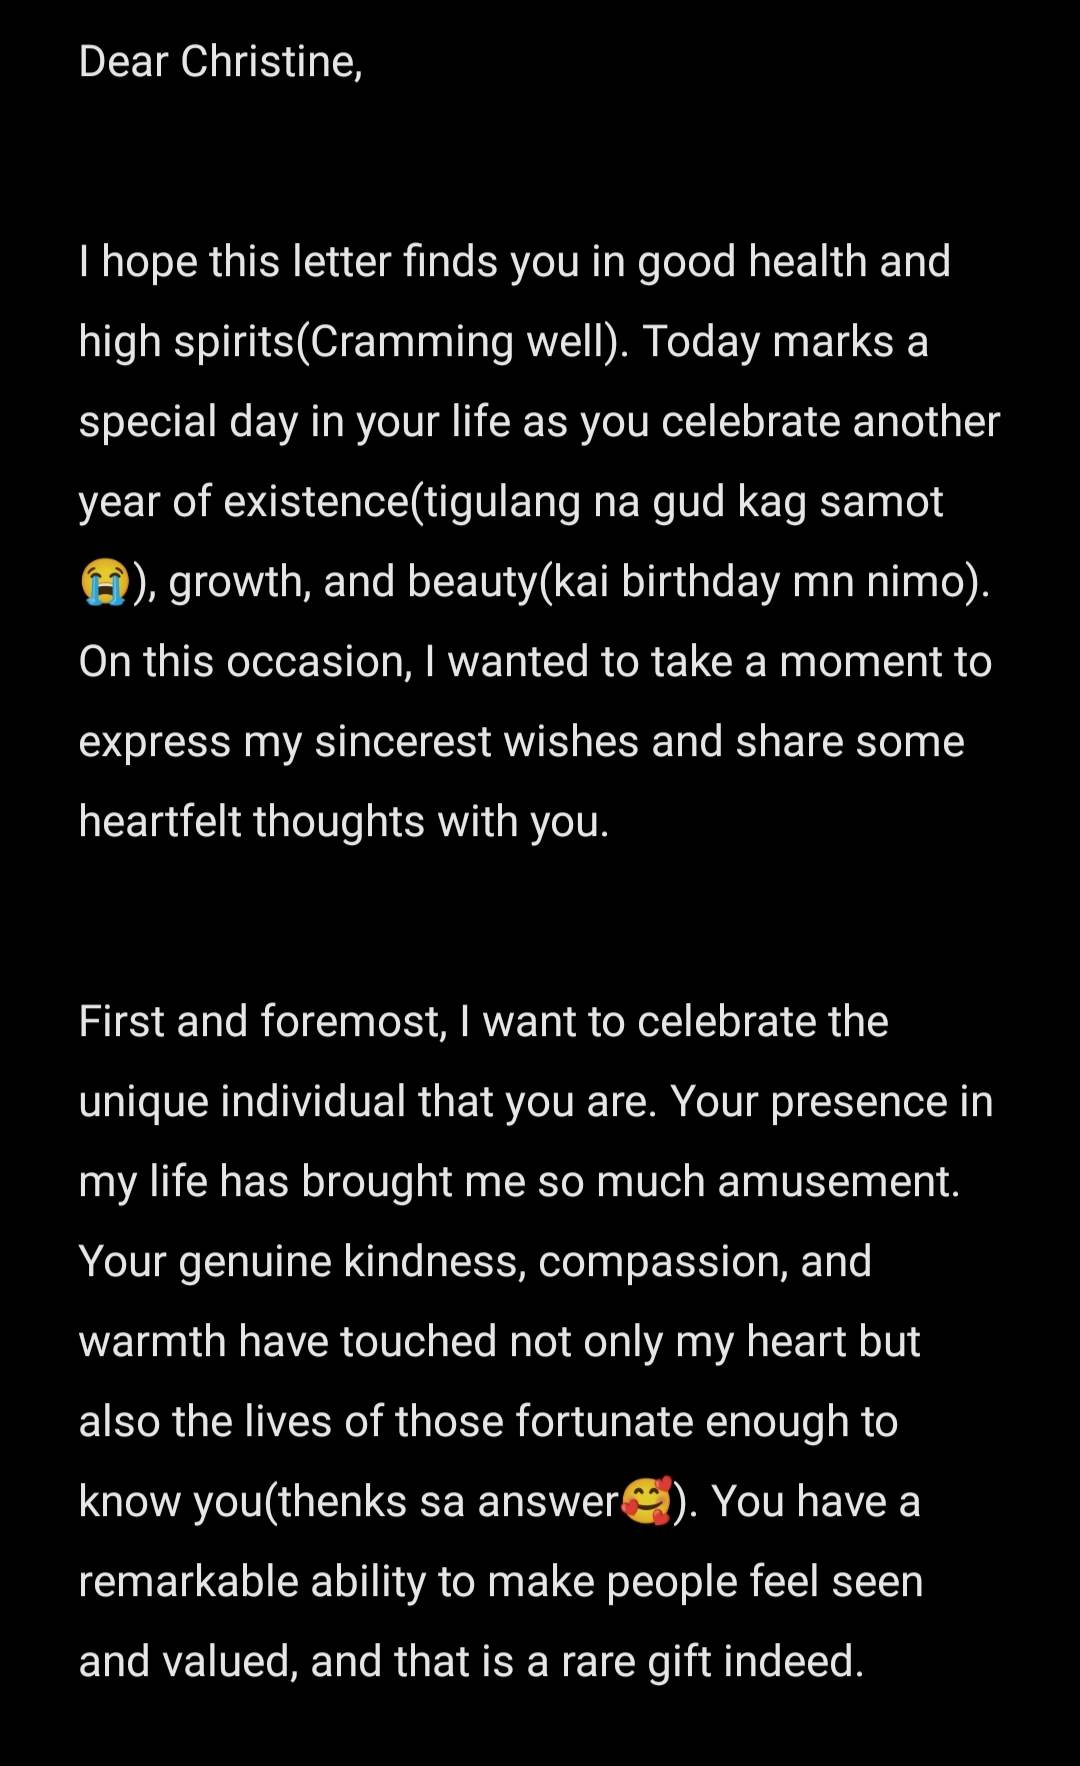 Dear Christine,
I hope this letter finds you in good health and
high spirits(Cramming well). Today marks a
special day in your life as you celebrate another
year of existence(tigulang na gud kag samot
😭), growth, and beauty(kai birthday mn nimo).
On this occasion, I wanted to take a moment to
express my sincerest wishes and share some
heartfelt thoughts with you.
First and foremost, I want to celebrate the
unique individual that you are. Your presence in
my life has brought me so much amusement.
Your genuine kindness, compassion, and
warmth have touched not only my heart but
also the lives of those fortunate enough to
know you(thenks sa answer🥰). You have a
remarkable ability to make people feel seen
and valued, and that is a rare gift indeed.